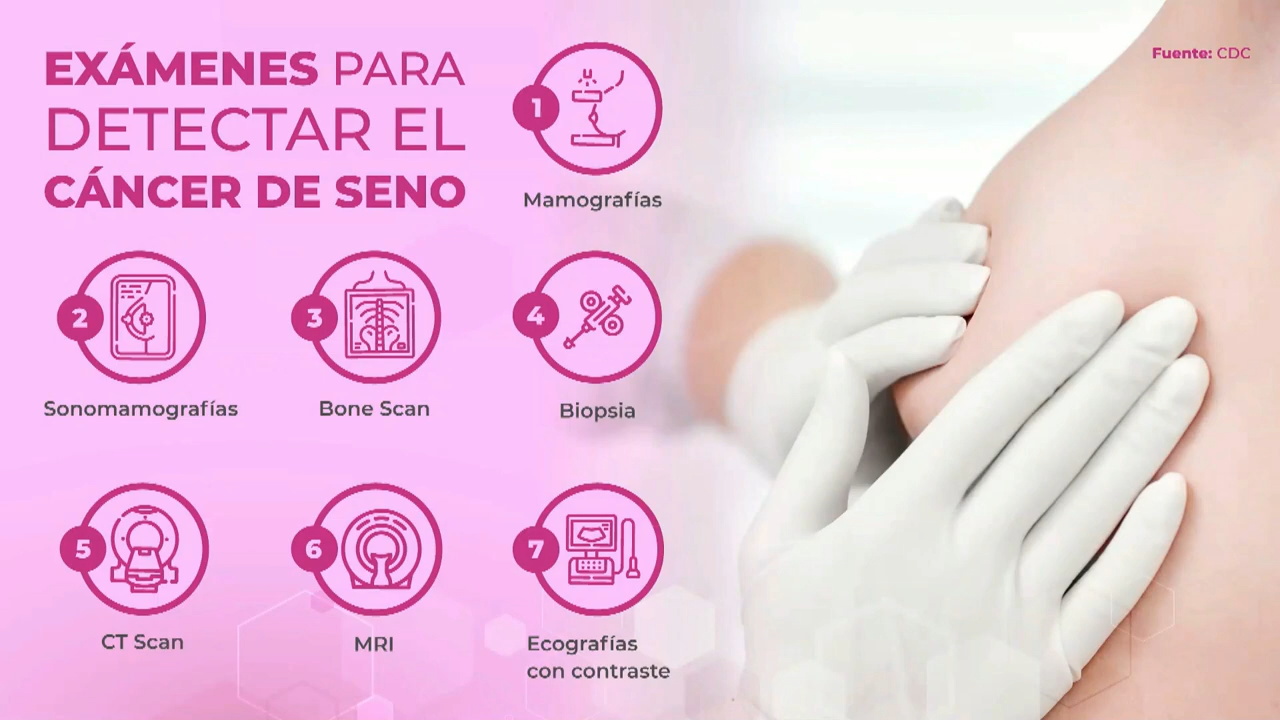 EXÁMENES PARA
DETECTAR EL
CÁNCER DE SENO
Fuente: CDC
1
Mamografías
2
Sonomamografías
3
Bone Scan
4
Biopsia
5
CT Scan
6
MRI
7
Ecografías
con contraste